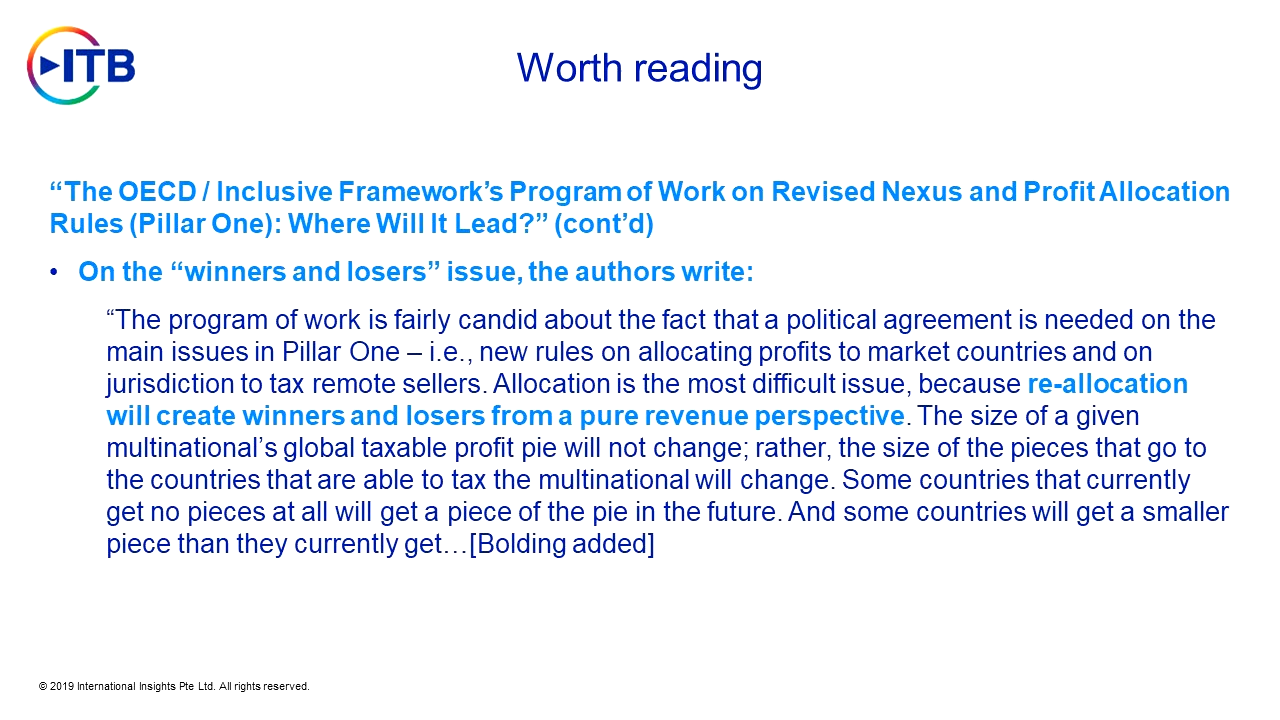 ITB
Worth reading
“The OECD / Inclusive Framework’s Program of Work on Revised Nexus and Profit Allocation
Rules (Pillar One): Where Will It Lead?” (cont’d)
• On the “winners and losers” issue, the authors write:
“The program of work is fairly candid about the fact that a political agreement is needed on the
main issues in Pillar One – i.e., new rules on allocating profits to market countries and on
jurisdiction to tax remote sellers. Allocation is the most difficult issue, because re-allocation
will create winners and losers from a pure revenue perspective. The size of a given
multinational’s global taxable profit pie will not change; rather, the size of the pieces that go to
the countries that are able to tax the multinational will change. Some countries that currently
get no pieces at all will get a piece of the pie in the future. And some countries will get a smaller
piece than they currently get…[Bolding added]
© 2019 International Insights Pte Ltd. All rights reserved.